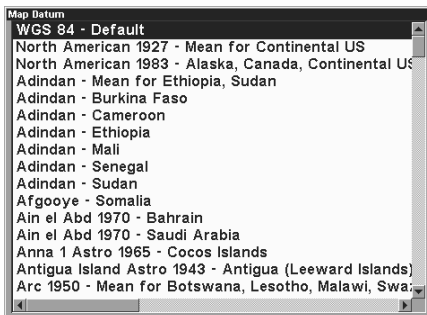 Map Datum
WGS 84 - Default
North American 1927 - Mean for Continental US
North American 1983 - Alaska, Canada, Continental US
Adindan - Mean for Ethiopia, Sudan
Adindan - Burkina Faso
Adindan - Cameroon
Adindan - Ethiopia
Adindan - Mali
Adindan - Senegal
Adindan - Sudan
Afgooye - Somalia
Ain el Abd 1970 - Bahrain
Ain el Abd 1970 - Saudi Arabia
Anna 1 Astro 1965 - Cocos Islands
Antigua Island Astro 1943 - Antigua (Leeward Islands)
Arc 1950 - Mean for Botswana, Lesotho, Malawi,